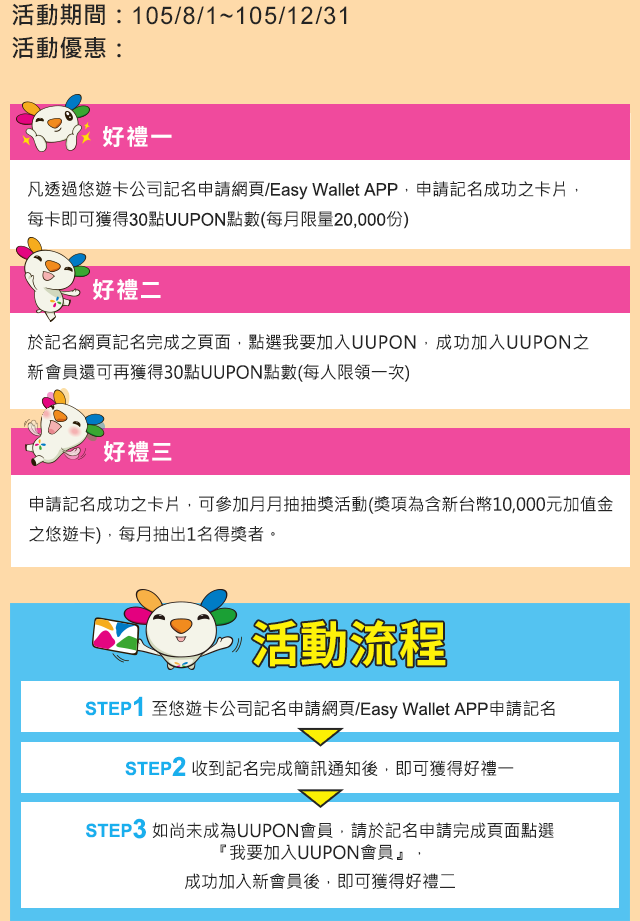 活動期間：105/8/1~105/12/31
活動優惠：
好禮一
凡透過悠遊卡公司記名申請網頁/Easy Wallet APP，申請記名成功之卡片，
每卡即可獲得30點UUPON點數(每月限量20,000份)
好禮二
於記名網頁記名完成之頁面，點選我要加入UUPON，成功加入UUPON之
新會員還可再獲得30點UUPON點數(每人限領一次)
好禮三
申請記名成功之卡片，可參加月月抽抽獎活動(獎項為含新台幣10,000元加值金
之悠遊卡)，每月抽出1名得獎者。
活動流程
STEP1 至悠遊卡公司記名申請網頁/Easy Wallet APP申請記名
STEP2 收到記名完成簡訊通知後，即可獲得好禮一
STEP3 如尚未成為UUPON會員，請於記名申請完成頁面點選
『我要加入UUPON會員』，
成功加入新會員後，即可獲得好禮二